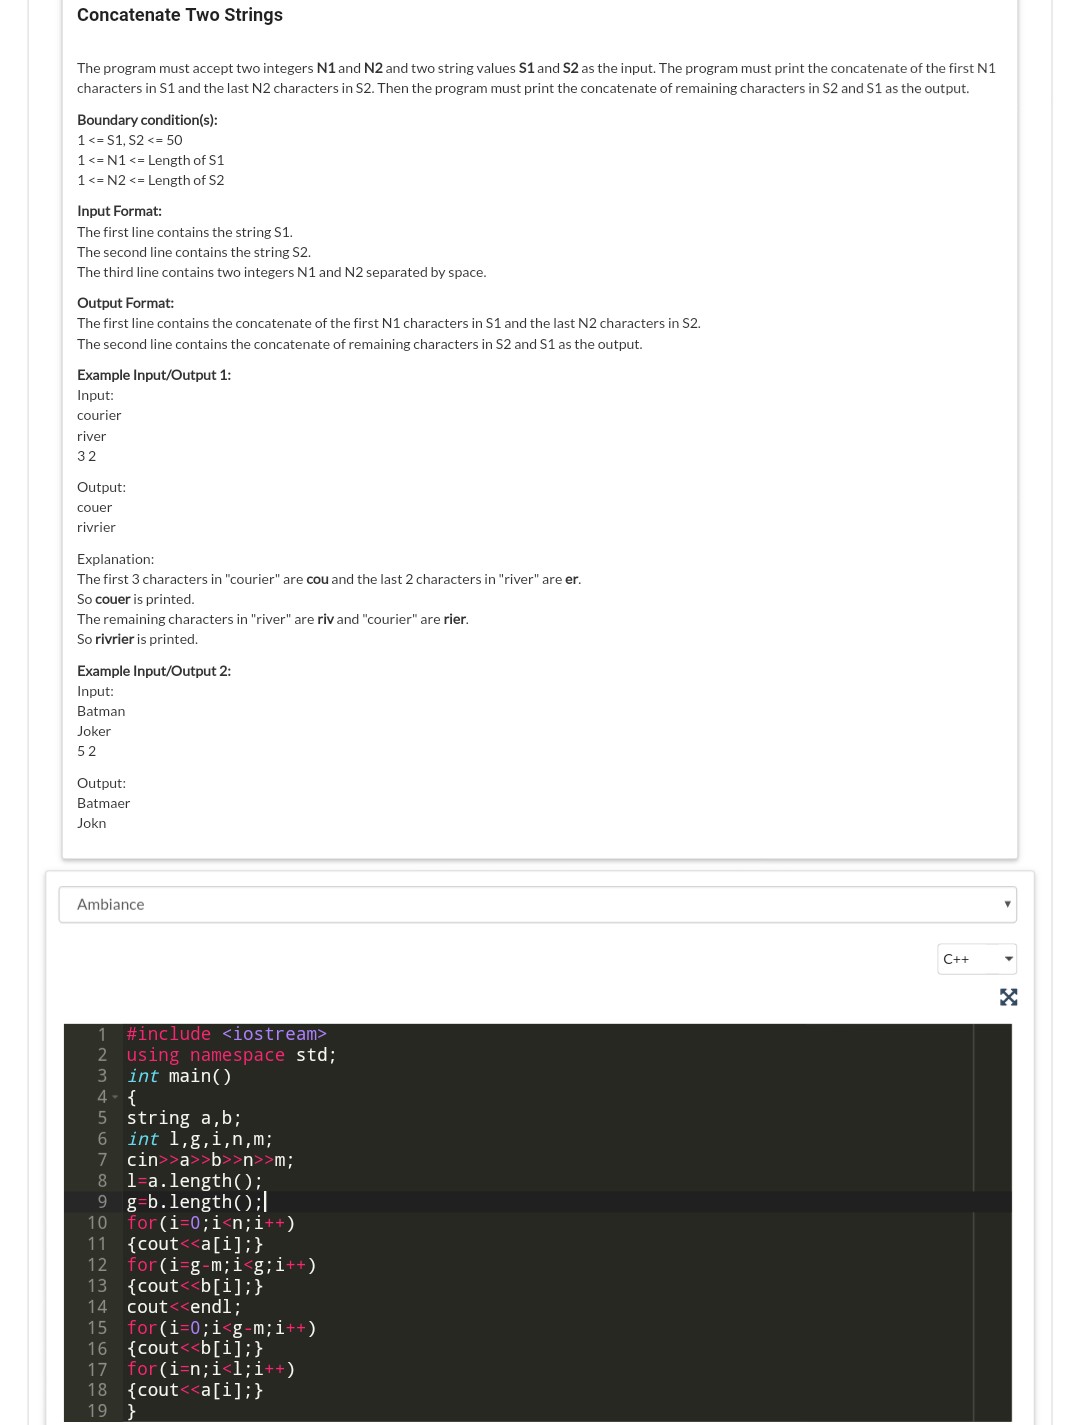 Concatenate Two Strings
The program must accept two integers N1 and N2 and two string values S1 and S2 as the input. The program must print the concatenate of the first N1
characters in S1 and the last N2 characters in S2. Then the program must print the concatenate of remaining characters in S2 and S1 as the output.
Boundary condition(s):
1 <= S1, S2 <= 50
1 <= N1 <= Length of S1
1 <= N2 <= Length of S2
Input Format:
The first line contains the string S1.
The second line contains the string S2.
The third line contains two integers N1 and N2 separated by space.
Output Format:
The first line contains the concatenate of the first N1 characters in S1 and the last N2 characters in S2.
The second line contains the concatenate of remaining characters in S2 and S1 as the output.
Example Input/Output 1:
Input:
courier
river
3 2
Output:
couer
rivrier
Explanation:
The first 3 characters in "courier" are cou and the last 2 characters in "river" are er.
So couer is printed.
The remaining characters in "river" are riv and "courier" are rier.
So rivrier is printed.
Example Input/Output 2:
Input:
Batman
Joker
5 2
Output:
Batmaer
Jokn
Ambiance
C++
1 #include <iostream>
2 using namespace std;
3 int main()
4 {
5 string a,b;
6 int l,g,i,n,m;
7 cin>>a>>b>>n>>m;
8 l=a.length();
9 g=b.length();
10 for(i=0;i<n;i++)
11 {cout<<a[i];}
12 for(i=g-m;i<g;i++)
13 {cout<<b[i];}
14 cout<<endl;
15 for(i=0;i<g-m;i++)
16 {cout<<b[i];}
17 for(i=n;i<l;i++)
18 {cout<<a[i];}
19 }